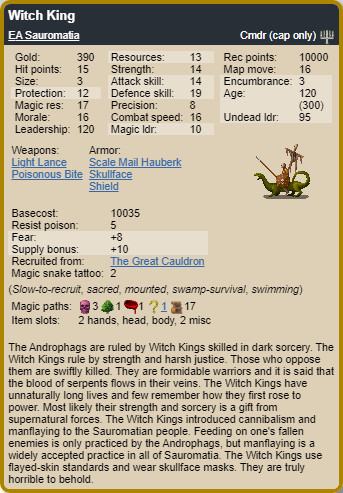 Witch King
EA Sauromatia Cmdr (cap only)
Gold: 390 Resources: 13 Rec points: 10000
Hit points: 15 Strength: 14 Map move: 16
Size: 3 Attack skill: 14 Encumbrance: 3
Protection: 12 Defence skill: 19 Age: 120
Magic res: 17 Precision: 8 (300)
Morale: 16 Combat speed: 16 Undead ldr: 95
Leadership: 120 Magic ldr: 10
Weapons: Armor:
Light Lance Scale Mail Hauberk
Poisonous Bite Skullface
Shield
Basecost: 10035
Resist poison: 5
Fear: +8
Supply bonus: +10
Recruited from: The Great Cauldron
Magic snake tattoo: 2
(Slow-to-recruit, sacred, mounted, swamp-survival, swimming)
Magic paths: 3 1 1 ? 1 17
Item slots: 2 hands, head, body, 2 misc
The Androphags are ruled by Witch Kings skilled in dark sorcery. The
Witch Kings rule by strength and harsh justice. Those who oppose
them are swiftly killed. They are formidable warriors and it is said that
the blood of serpents flows in their veins. The Witch Kings have
unnaturally long lives and few remember how they first rose to
power. Most likely their strength and sorcery is a gift from
supernatural forces. The Witch Kings introduced cannibalism and
manflaying to the Sauromatian people. Feeding on one's fallen
enemies is only practiced by the Androphags, but manflaying is a
widely accepted practice in all of Sauromatia. The Witch Kings use
flayed-skin standards and wear skullface masks. They are truly
horrible to behold.